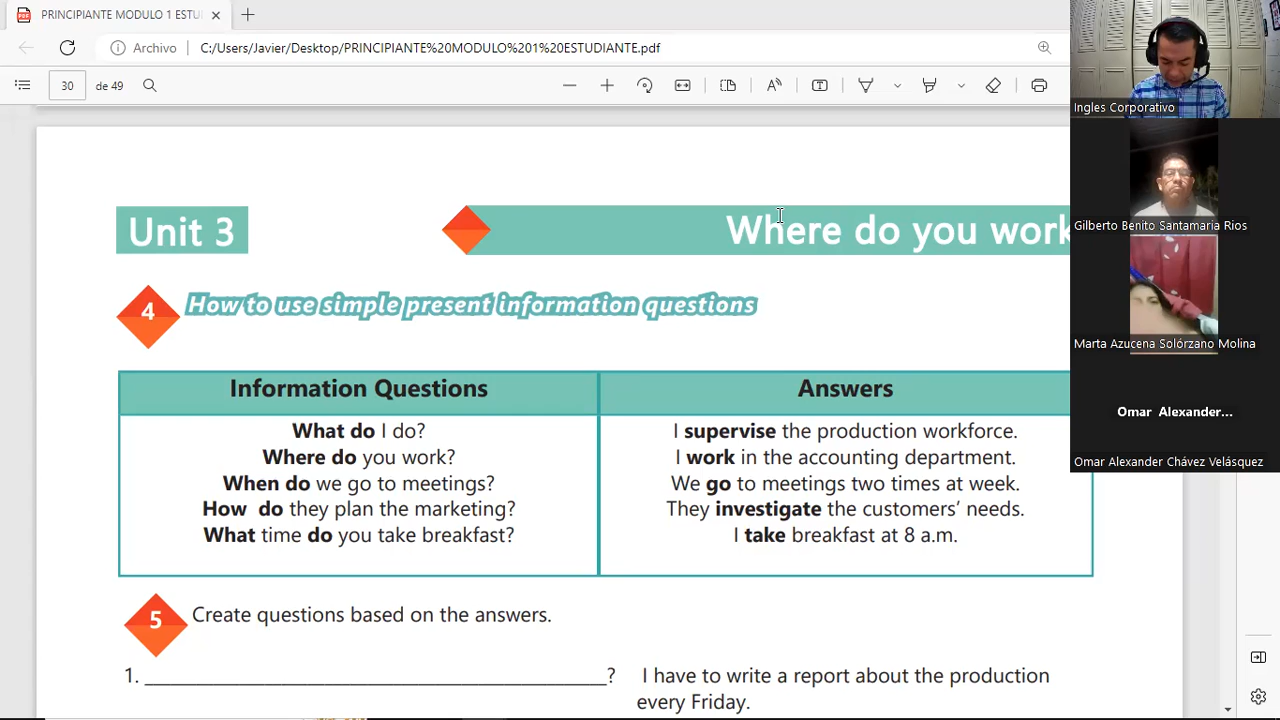 PRINCIPIANTE MODULO 1 ESTU
Archivo
C:/Users/Javier/Desktop/PRINCIPIANTE%20MODULO%201%20ESTUDIANTE.pdf
30 de 49
Ingles Corporativo
Gilberto Benito Santamaria Rios
Marta Azucena Solórzano Molina
Omar Alexander...
Omar Alexander Chávez Velásquez
Unit 3
Where do you work
4 How to use simple present information questions
Information Questions
Answers
What do I do?
I supervise the production workforce.
Where do you work?
I work in the accounting department.
When do we go to meetings?
We go to meetings two times at week.
How do they plan the marketing?
They investigate the customers’ needs.
What time do you take breakfast?
I take breakfast at 8 a.m.
5 Create questions based on the answers.
1. ________________________________________? I have to write a report about the production
every Friday.